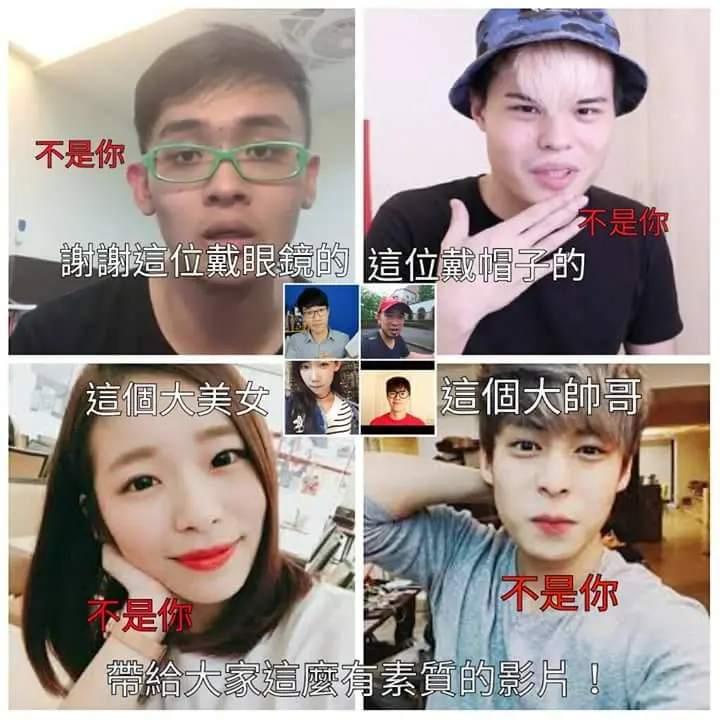 不是你
謝謝這位戴眼鏡的
不是你
這位戴帽子的
這個大美女
這個大帥哥
不是你
不是你
帶給大家這麼有素質的影片！